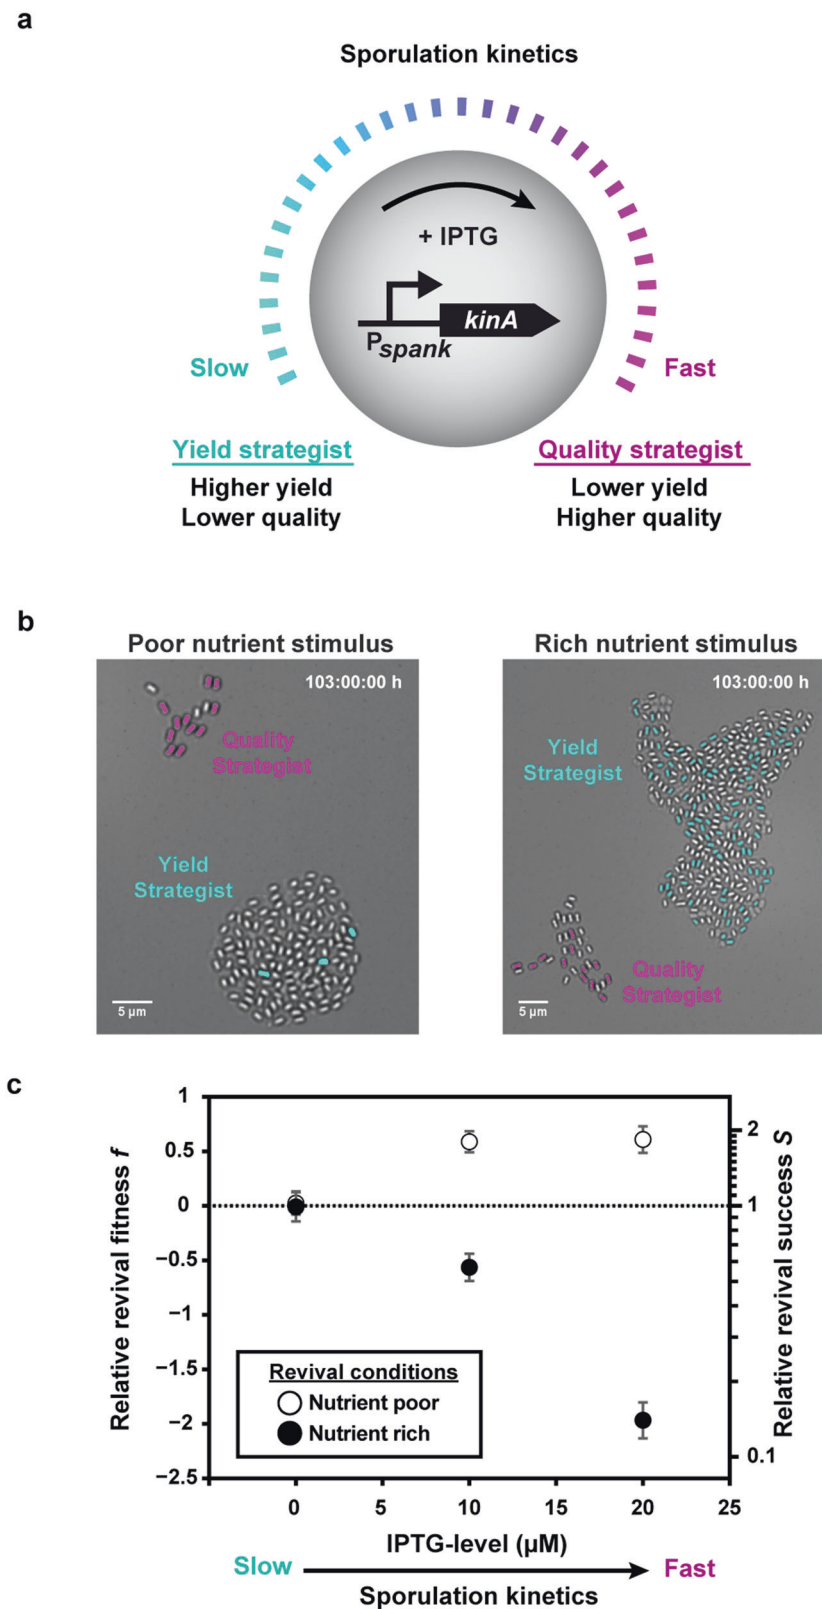 a
Sporulation kinetics
+ IPTG
kinA
Pspank
Slow
Fast
Yield strategist
Higher yield
Lower quality
Quality strategist
Lower yield
Higher quality
b
Poor nutrient stimulus
103:00:00 h
Quality
Strategist
Yield
Strategist
5 µm
Rich nutrient stimulus
103:00:00 h
Yield
Strategist
Quality
Strategist
5 µm
c
Relative revival fitness f
1
0.5
0
−0.5
−1
−1.5
−2
−2.5
Revival conditions
Nutrient poor
Nutrient rich
2
1
0.1
Relative revival success S
0
5
10
15
20
25
IPTG-level (µM)
Slow
Fast
Sporulation kinetics